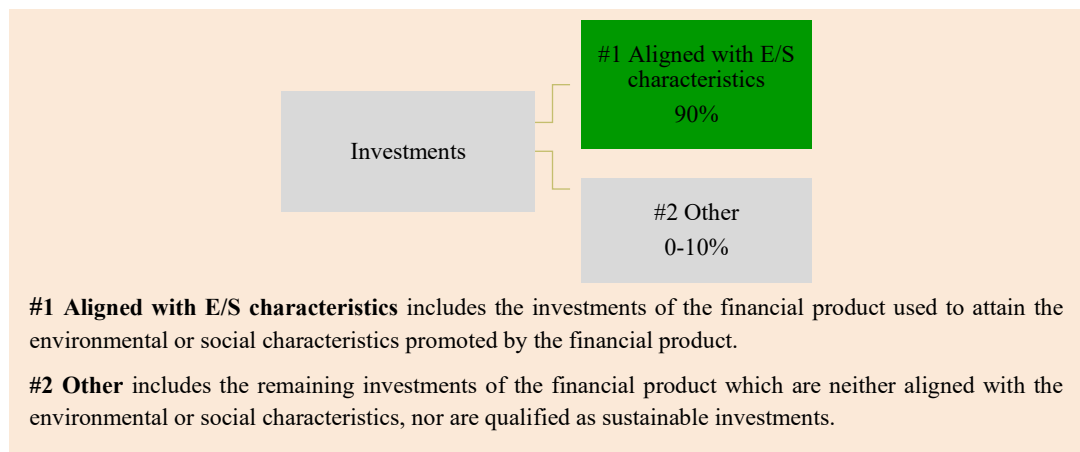 #1 Aligned with E/S
characteristics
90%
Investments
#2 Other
0-10%
#1 Aligned with E/S characteristics includes the investments of the financial product used to attain the
environmental or social characteristics promoted by the financial product.
#2 Other includes the remaining investments of the financial product which are neither aligned with the
environmental or social characteristics, nor are qualified as sustainable investments.